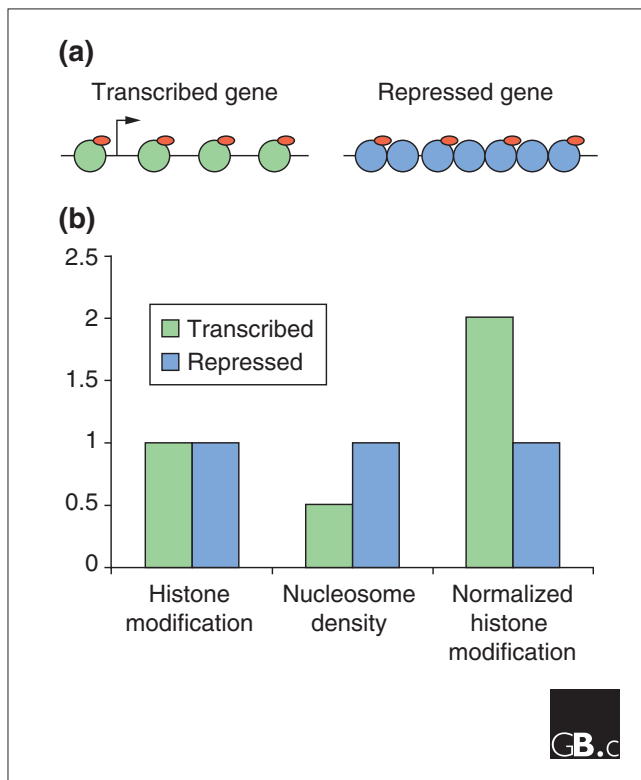 (a)
Transcribed gene
Repressed gene
(b)
2.5
2
1.5
1
0.5
0
Transcribed
Repressed
Histone
modification
Nucleosome
density
Normalized
histone
modification
GB.c